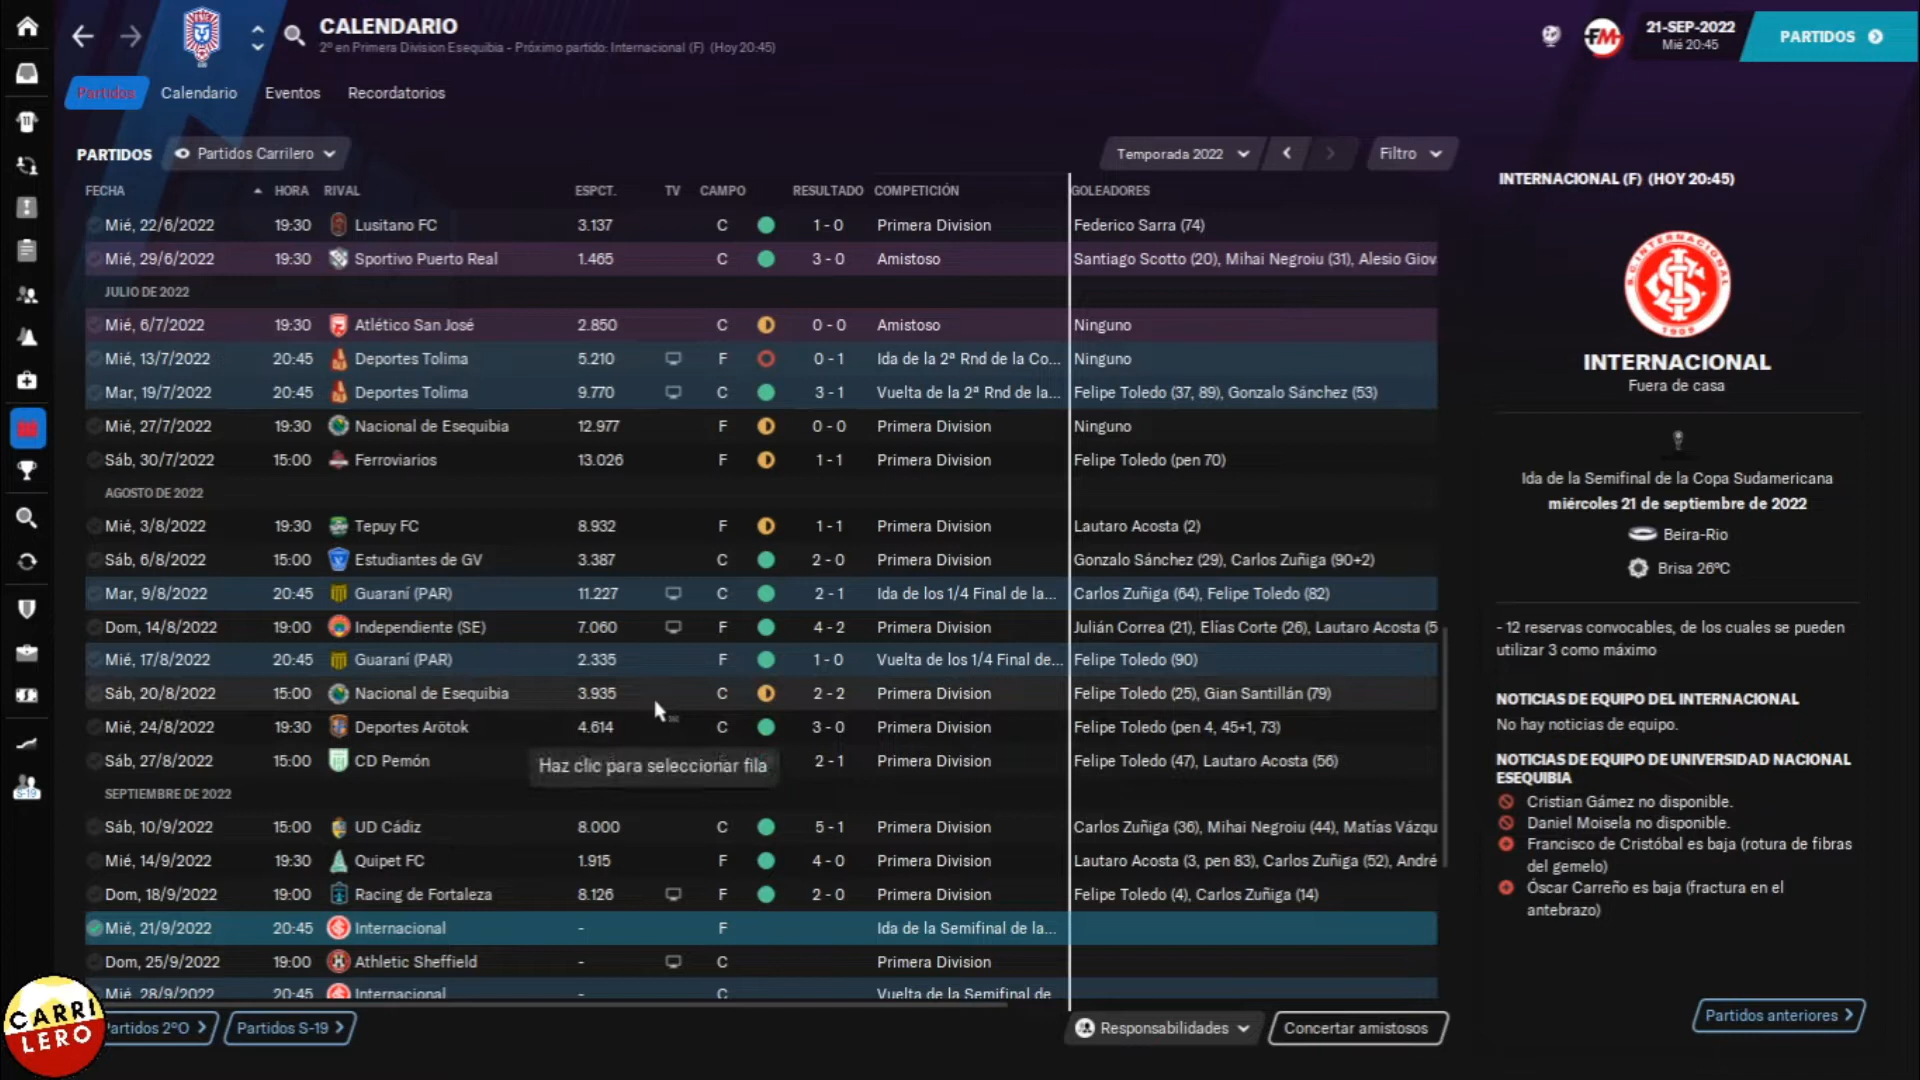 CALENDARIO
2º en Primera Division Esequibia - Próximo partido: Internacional (F) (Hoy 20:45)
21-SEP-2022
Mié 20:45
PARTIDOS
Partidos Calendario Eventos Recordatorios
PARTIDOS Partidos Carrilero Temporada 2022 Filtro
FECHA HORA RIVAL ESPCT. TV CAMPO RESULTADO COMPETICIÓN GOLEADORES
Mié, 22/6/2022 19:30 Lusitano FC 3.137 C 1 - 0 Primera Division Federico Sarra (74)
Mié, 29/6/2022 19:30 Sportivo Puerto Real 1.465 C 3 - 0 Amistoso Santiago Scotto (20), Mihai Negroiu (31), Alesio Giov
JULIO DE 2022
Mié, 6/7/2022 19:30 Atlético San José 2.850 C 0 - 0 Amistoso Ninguno
Mié, 13/7/2022 20:45 Deportes Tolima 5.210 F 0 - 1 Ida de la 2ª Rnd de la Co... Ninguno
Mar, 19/7/2022 20:45 Deportes Tolima 9.770 C 3 - 1 Vuelta de la 2ª Rnd de la... Felipe Toledo (37, 89), Gonzalo Sánchez (53)
Mié, 27/7/2022 19:30 Nacional de Esequibia 12.977 F 0 - 0 Primera Division Ninguno
Sáb, 30/7/2022 15:00 Ferroviarios 13.026 F 1 - 1 Primera Division Felipe Toledo (pen 70)
AGOSTO DE 2022
Mié, 3/8/2022 19:30 Tepuy FC 8.932 F 1 - 1 Primera Division Lautaro Acosta (2)
Sáb, 6/8/2022 15:00 Estudiantes de GV 3.387 C 2 - 0 Primera Division Gonzalo Sánchez (29), Carlos Zuñiga (90+2)
Mar, 9/8/2022 20:45 Guaraní (PAR) 11.227 C 2 - 1 Ida de los 1/4 Final de la... Carlos Zuñiga (64), Felipe Toledo (82)
Dom, 14/8/2022 19:00 Independiente (SE) 7.060 F 4 - 2 Primera Division Julián Correa (21), Elías Corte (26), Lautaro Acosta (5
Mié, 17/8/2022 20:45 Guaraní (PAR) 2.335 F 1 - 0 Vuelta de los 1/4 Final de... Felipe Toledo (90)
Sáb, 20/8/2022 15:00 Nacional de Esequibia 3.935 C 2 - 2 Primera Division Felipe Toledo (25), Gian Santillán (79)
Mié, 24/8/2022 19:30 Deportes Arötok 4.614 C 3 - 0 Primera Division Felipe Toledo (pen 4, 45+1, 73)
Sáb, 27/8/2022 15:00 CD Pemón 2 - 1 Primera Division Felipe Toledo (47), Lautaro Acosta (56)
Haz clic para seleccionar fila
SEPTIEMBRE DE 2022
Sáb, 10/9/2022 15:00 UD Cádiz 8.000 C 5 - 1 Primera Division Carlos Zuñiga (36), Mihai Negroiu (44), Matías Vázqu
Mié, 14/9/2022 19:30 Quipet FC 1.915 F 4 - 0 Primera Division Lautaro Acosta (3, pen 83), Carlos Zuñiga (52), André
Dom, 18/9/2022 19:00 Racing de Fortaleza 8.126 F 2 - 0 Primera Division Felipe Toledo (4), Carlos Zuñiga (14)
Mié, 21/9/2022 20:45 Internacional - F Ida de la Semifinal de la...
Dom, 25/9/2022 19:00 Athletic Sheffield - C Primera Division
Mié, 28/9/2022 20:45 Internacional - C Vuelta de la Semifinal de
CARRI
LERO
Partidos 2ºO Partidos S-19 Responsabilidades Concertar amistosos
INTERNACIONAL (F) (HOY 20:45)
S.C. INTERNACIONAL
1909
INTERNACIONAL
Fuera de casa
Ida de la Semifinal de la Copa Sudamericana
miércoles 21 de septiembre de 2022
Beira-Rio
Brisa 26ºC
- 12 reservas convocables, de los cuales se pueden
utilizar 3 como máximo
NOTICIAS DE EQUIPO DEL INTERNACIONAL
No hay noticias de equipo.
NOTICIAS DE EQUIPO DE UNIVERSIDAD NACIONAL
ESEQUIBIA
Cristian Gámez no disponible.
Daniel Moisela no disponible.
Francisco de Cristóbal es baja (rotura de fibras
del gemelo)
Óscar Carreño es baja (fractura en el
antebrazo)
Partidos anteriores
FM
S-19